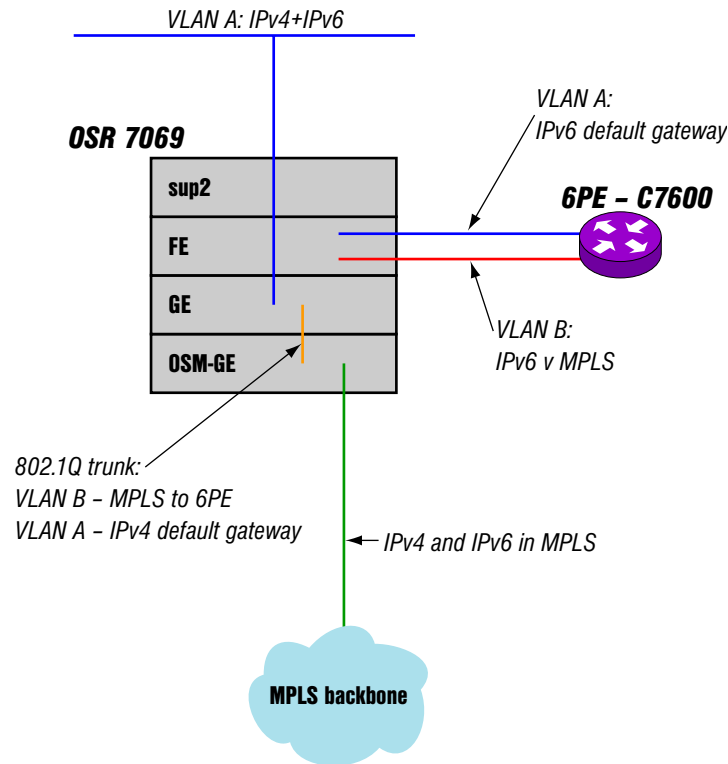 VLAN A: IPv4+IPv6
VLAN A:
IPv6 default gateway
OSR 7069
6PE – C7600
sup2
FE
GE
OSM-GE
VLAN B:
IPv6 v MPLS
802.1Q trunk:
VLAN B – MPLS to 6PE
VLAN A – IPv4 default gateway
IPv4 and IPv6 in MPLS
MPLS backbone